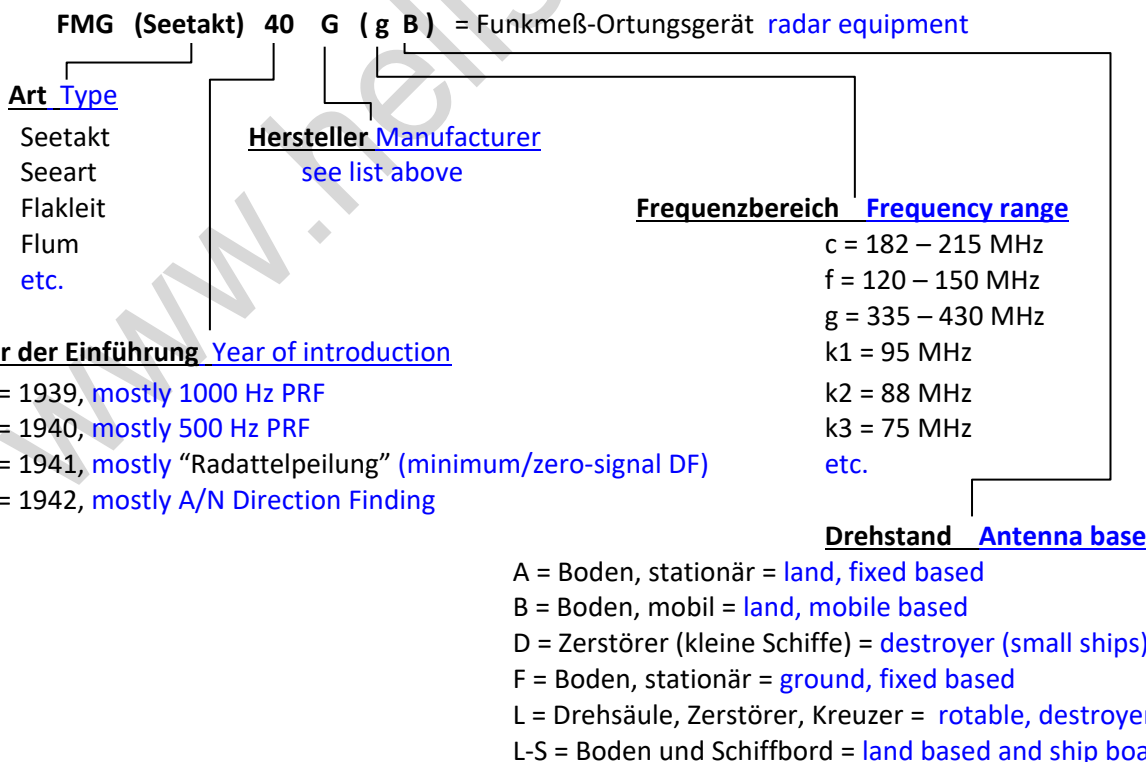 FMG (Seetakt) 40 G ( g B ) = Funkmeß-Ortungsgerät radar equipment
Art Type
Seetakt
Seeart
Flakleit
Flum
etc.
Hersteller Manufacturer
see list above
Frequenzbereich Frequency range
c = 182 – 215 MHz
f = 120 – 150 MHz
g = 335 – 430 MHz
k1 = 95 MHz
k2 = 88 MHz
k3 = 75 MHz
etc.
r der Einführung Year of introduction
= 1939, mostly 1000 Hz PRF
= 1940, mostly 500 Hz PRF
= 1941, mostly “Radattelpeilung” (minimum/zero-signal DF)
= 1942, mostly A/N Direction Finding
Drehstand Antenna base
A = Boden, stationär = land, fixed based
B = Boden, mobil = land, mobile based
D = Zerstörer (kleine Schiffe) = destroyer (small ships)
F = Boden, stationär = ground, fixed based
L = Drehsäule, Zerstörer, Kreuzer = rotable, destroyer
L-S = Boden und Schiffbord = land based and ship boa
www.hells